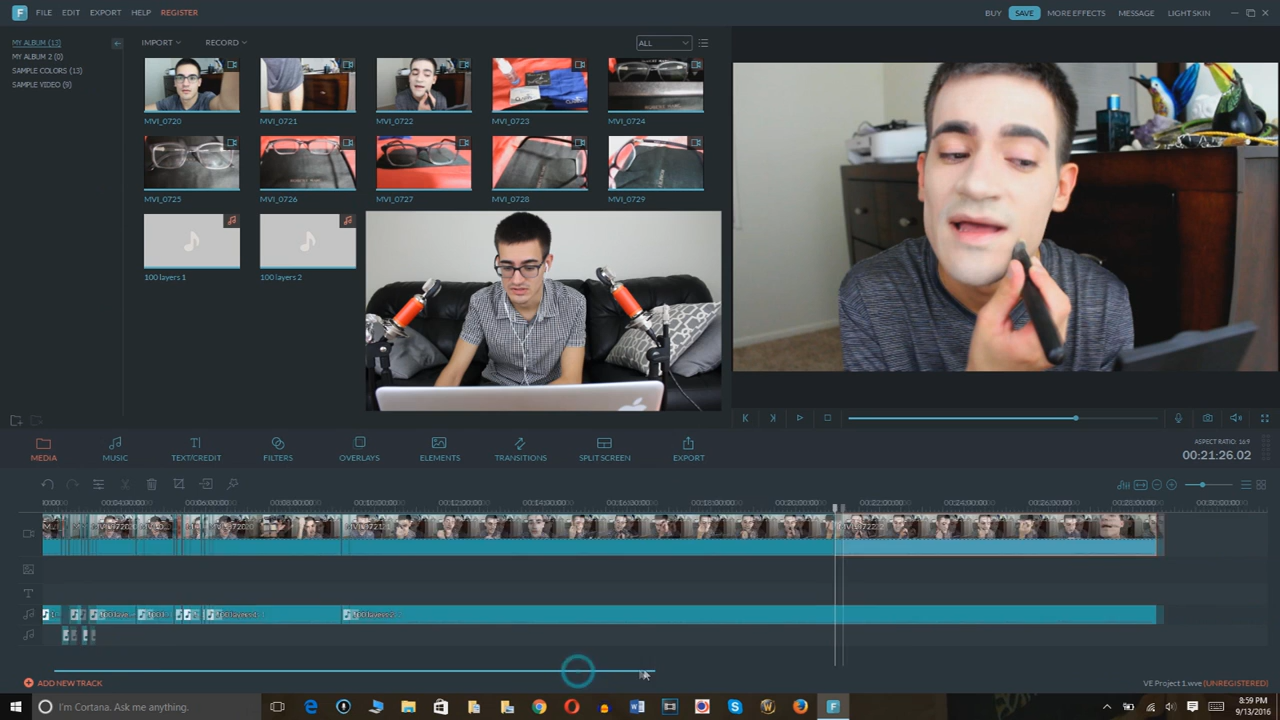 F FILE EDIT EXPORT HELP REGISTER BUY SAVE MORE EFFECTS MESSAGE LIGHT SKIN
MY ALBUM (13) IMPORT RECORD ALL
MY ALBUM 2 (8)
SAMPLE COLORS (13)
SAMPLE VIDEO (9)
MVI_0720 MVI_0721 MVI_0722 MVI_0723 MVI_0724
MVI_0725 MVI_0726 MVI_0727 MVI_0728 MVI_0729
100 layers 1 100 layers 2
MEDIA MUSIC TEXT/CREDIT FILTERS OVERLAYS ELEMENTS TRANSITIONS SPLIT SCREEN EXPORT
ASPECT RATIO: 16:9
00:21:26.02
ADD NEW TRACK
VE Project 1.wve (UNREGISTERED)
I'm Cortana. Ask me anything.
8:59 PM
9/13/2016